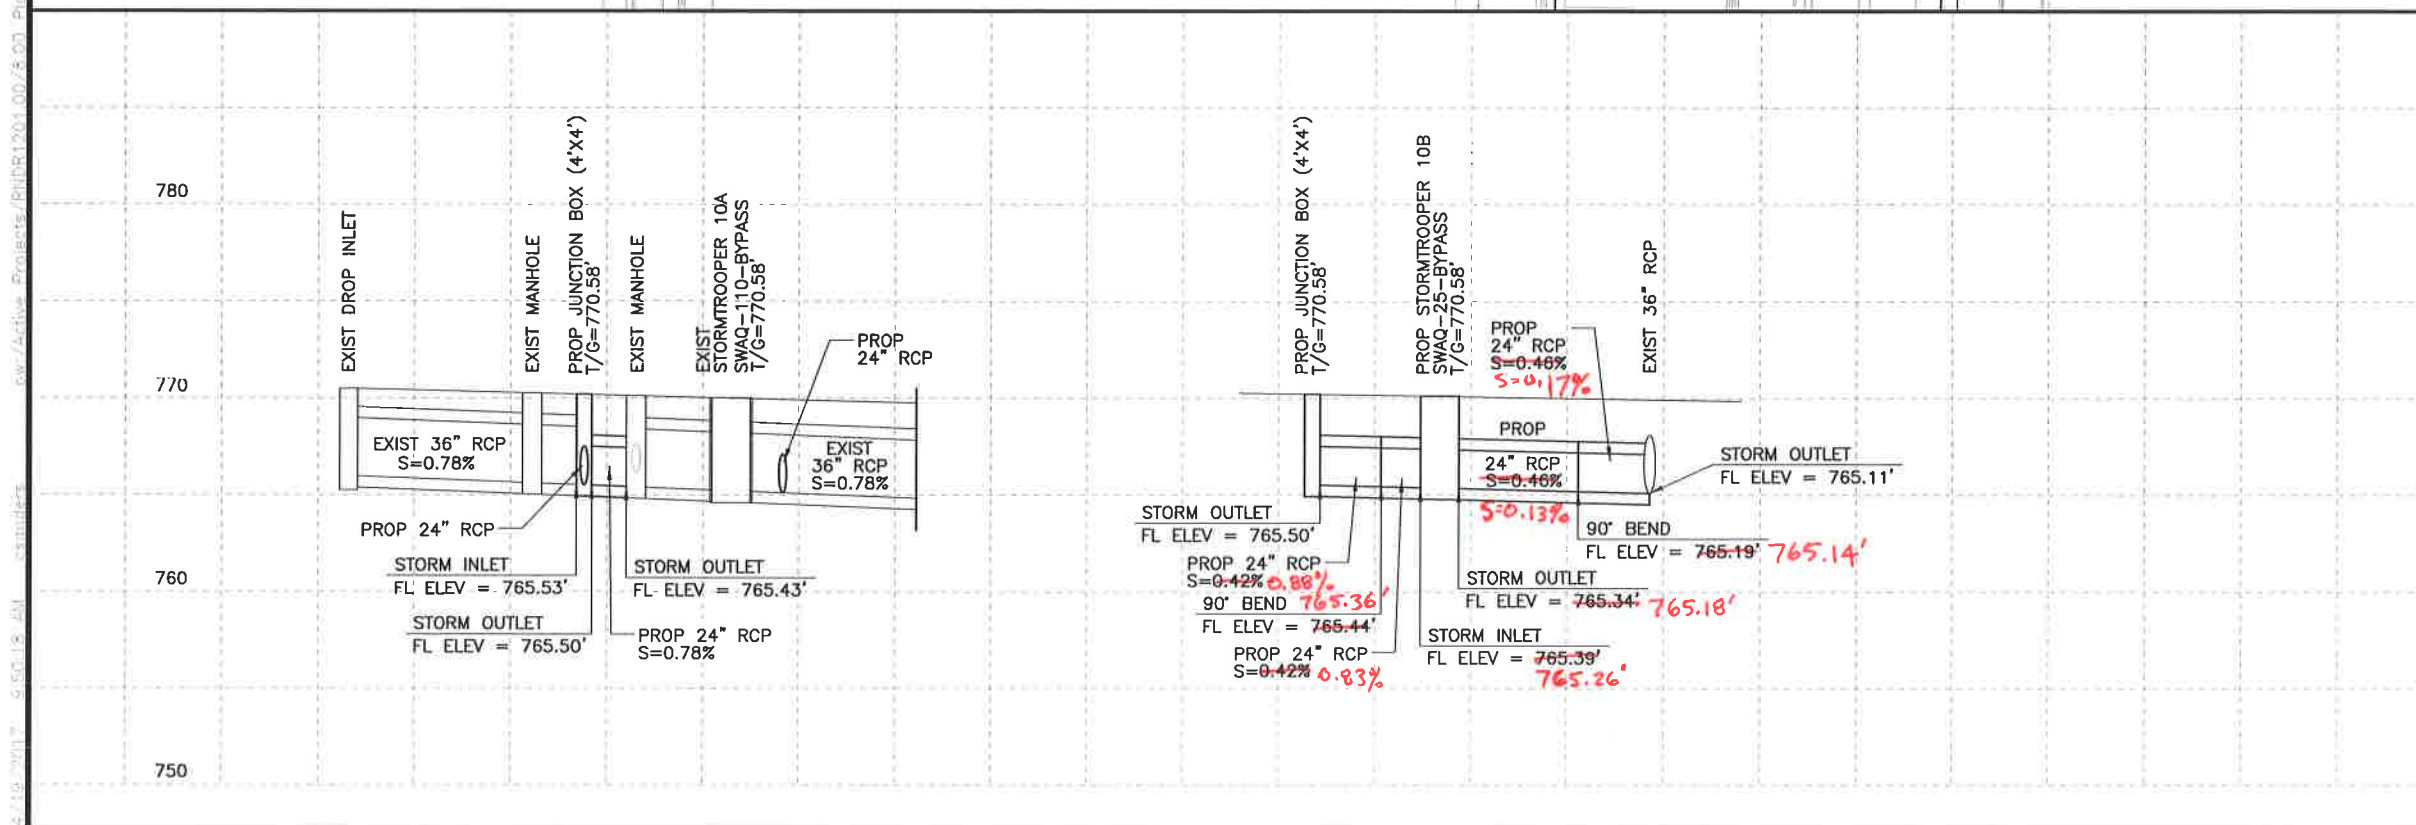 780
770
760
750
EXIST DROP INLET
EXIST MANHOLE
PROP JUNCTION BOX (4'X4')
T/G=770.58'
EXIST MANHOLE
EXIST
STORMTROOPER 10A
SWAQ-110-BYPASS
T/G=770.58'
PROP
24" RCP
EXIST 36" RCP
S=0.78%
EXIST
36" RCP
S=0.78%
PROP 24" RCP
STORM INLET
FL ELEV = 765.53'
STORM OUTLET
FL ELEV = 765.43'
STORM OUTLET
FL ELEV = 765.50'
PROP 24" RCP
S=0.78%
PROP JUNCTION BOX (4'X4')
T/G=770.58'
PROP STORMTROOPER 10B
SWAQ-25-BYPASS
T/G=770.58'
PROP
24" RCP
S=0.46%
S=0.17%
EXIST 36" RCP
PROP
24" RCP
S=0.46%
S=0.13%
STORM OUTLET
FL ELEV = 765.11'
STORM OUTLET
FL ELEV = 765.50'
PROP 24" RCP
S=0.42% 0.88%
90° BEND 765.36'
FL ELEV = 765.44'
PROP 24" RCP
S=0.42% 0.83%
90° BEND
FL ELEV = 765.19' 765.14'
STORM OUTLET
FL ELEV = 765.34' 765.18'
STORM INLET
FL ELEV = 765.39'
765.26'